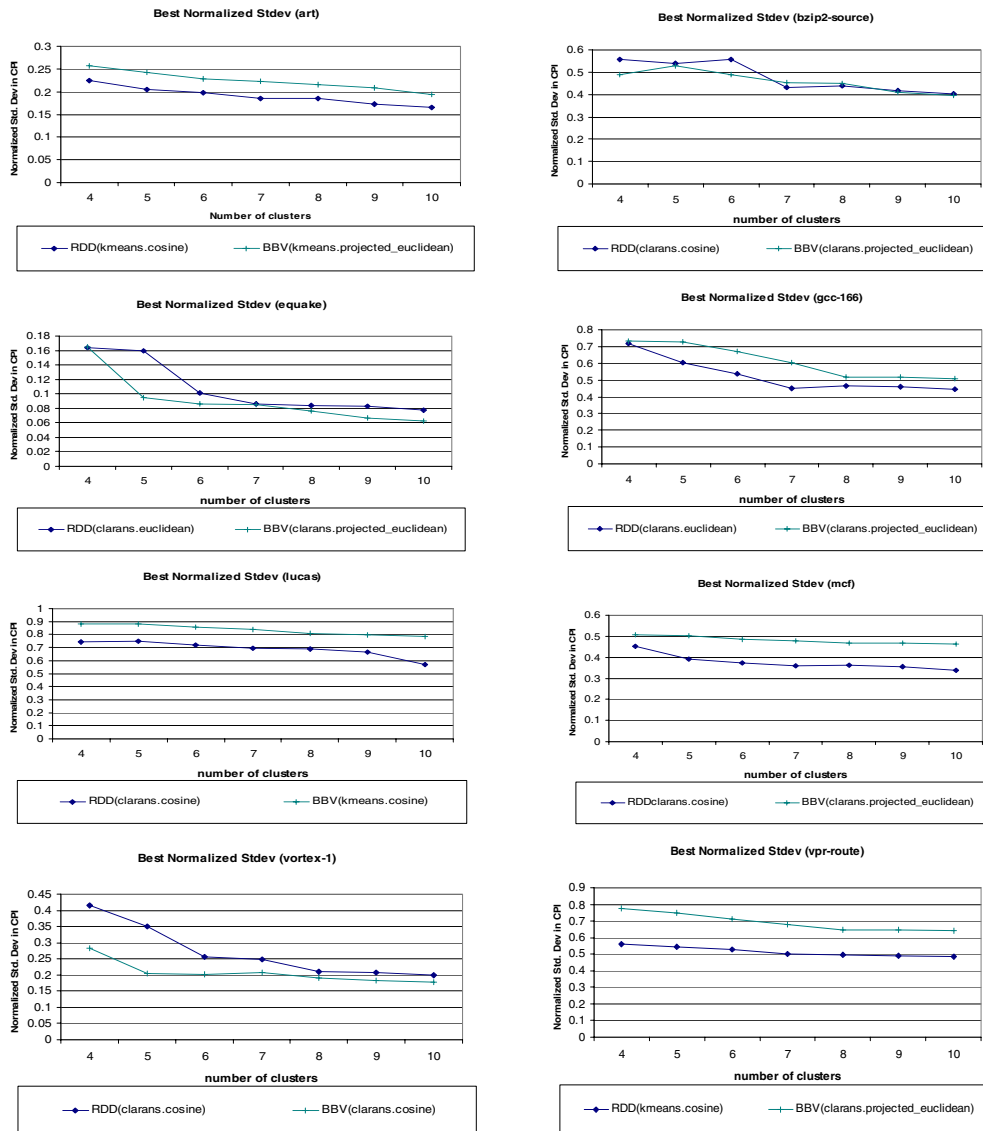 Best Normalized Stdev (art)
Normalized Std. Dev in CPI
0.3
0.25
0.2
0.15
0.1
0.05
0
4 5 6 7 8 9 10
Number of clusters
RDD(kmeans.cosine) BBV(kmeans.projected_euclidean)
Best Normalized Stdev (bzip2-source)
Normalized Std. Dev in CPI
0.6
0.5
0.4
0.3
0.2
0.1
0
4 5 6 7 8 9 10
number of clusters
RDD(clarans.cosine) BBV(clarans.projected_euclidean)
Best Normalized Stdev (equake)
Normalized Std. Dev in CPI
0.18
0.16
0.14
0.12
0.1
0.08
0.06
0.04
0.02
0
4 5 6 7 8 9 10
number of clusters
RDD(clarans.euclidean) BBV(clarans.projected_euclidean)
Best Normalized Stdev (gcc-166)
Normalized Std. Dev in CPI
0.8
0.7
0.6
0.5
0.4
0.3
0.2
0.1
0
4 5 6 7 8 9 10
number of clusters
RDD(clarans.euclidean) BBV(clarans.projected_euclidean)
Best Normalized Stdev (lucas)
Normalized Std. Dev in CPI
1
0.9
0.8
0.7
0.6
0.5
0.4
0.3
0.2
0.1
0
4 5 6 7 8 9 10
number of clusters
RDD(clarans.cosine) BBV(kmeans.cosine)
Best Normalized Stdev (mcf)
Normalized Std. Dev in CPI
0.6
0.5
0.4
0.3
0.2
0.1
0
4 5 6 7 8 9 10
number of clusters
RDDclarans.cosine) BBV(clarans.projected_euclidean)
Best Normalized Stdev (vortex-1)
Normalized Std. Dev in CPI
0.45
0.4
0.35
0.3
0.25
0.2
0.15
0.1
0.05
0
4 5 6 7 8 9 10
number of clusters
RDD(clarans.cosine) BBV(clarans.cosine)
Best Normalized Stdev (vpr-route)
Normalized Std. Dev in CPI
0.9
0.8
0.7
0.6
0.5
0.4
0.3
0.2
0.1
0
4 5 6 7 8 9 10
number of clusters
RDD(kmeans.cosine) BBV(clarans.projected_euclidean)